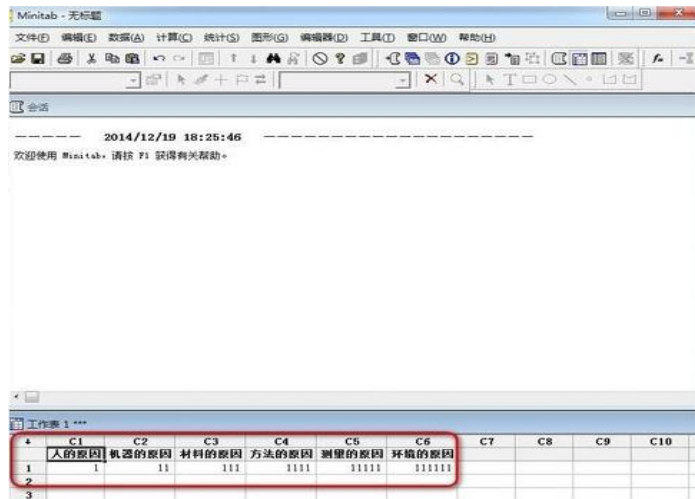 Minitab - 无标题
文件(F) 编辑(E) 数据(A) 计算(C) 统计(S) 图形(G) 编辑器(D) 工具(T) 窗口(W) 帮助(H)
会话
————— 2014/12/19 18:25:46 ————————————————————
欢迎使用 Minitab，请按 F1 获得有关帮助。
工作表 1 ***
C1 C2 C3 C4 C5 C6 C7 C8 C9 C10
人的原因 机器的原因 材料的原因 方法的原因 测量的原因 环境的原因
1 1 11 111 1111 11111 111111
2
3